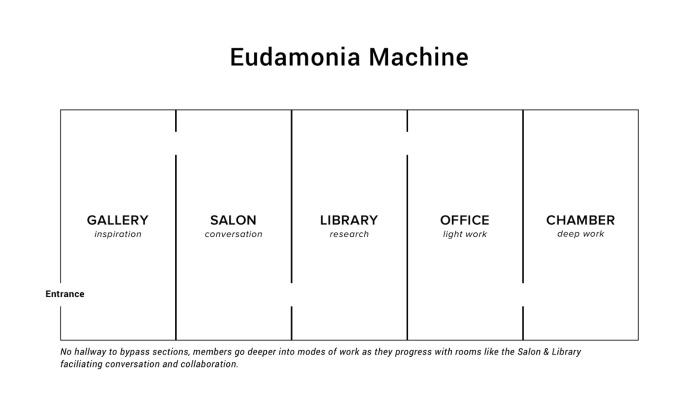 Eudamonia Machine
GALLERY
inspiration
SALON
conversation
LIBRARY
research
OFFICE
light work
CHAMBER
deep work
Entrance
No hallway to bypass sections, members go deeper into modes of work as they progress with rooms like the Salon & Library
faciliating conversation and collaboration.